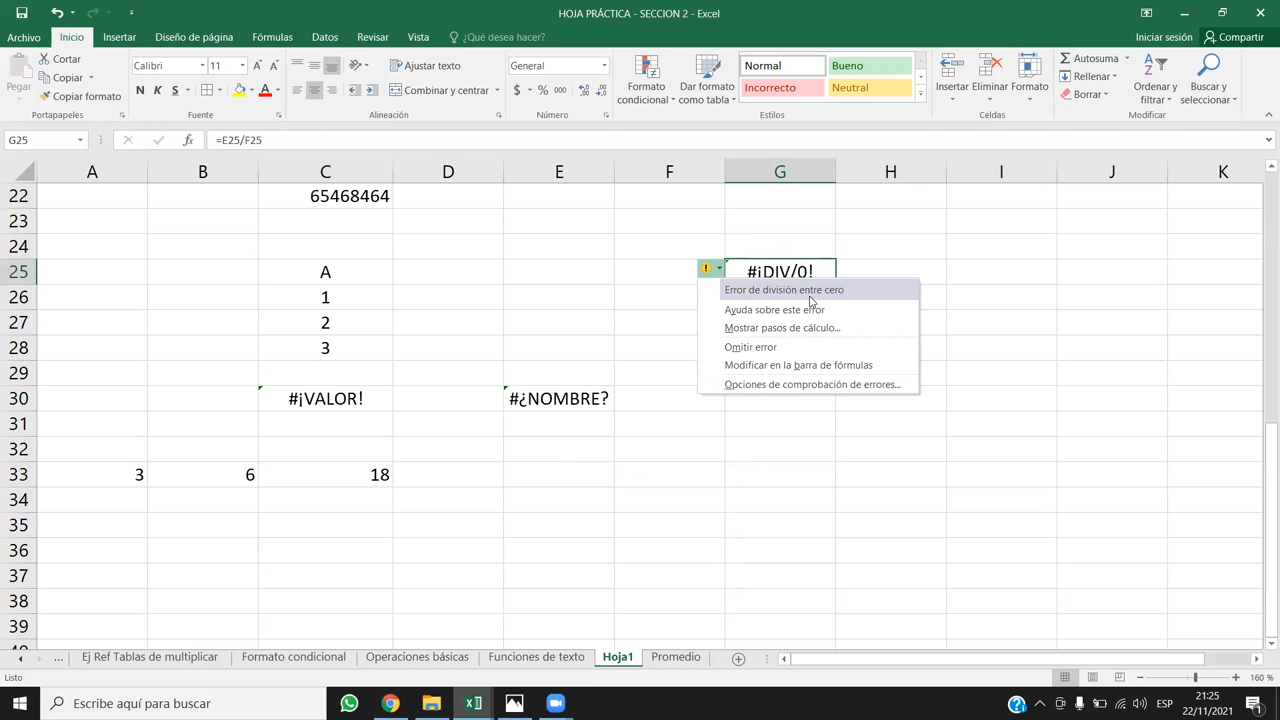 HOJA PRÁCTICA - SECCION 2 - Excel
Archivo Inicio Insertar Diseño de página Fórmulas Datos Revisar Vista ¿Qué desea hacer? Iniciar sesión Compartir
Pegar
Cortar
Copiar
Copiar formato
Portapapeles
Calibri 11
N K S
Fuente
Ajustar texto
Combinar y centrar
Alineación
General
$ % 000
Número
Formato condicional
Dar formato como tabla
Normal Bueno
Incorrecto Neutral
Estilos
Insertar Eliminar Formato
Celdas
Autosuma
Rellenar
Borrar
Ordenar y filtrar
Buscar y seleccionar
Modificar
G25 fx =E25/F25
A B C D E F G H I J K
22 65468464
23
24
25 A #¡DIV/0!
26 1
27 2
28 3
29
30 #¡VALOR! #¿NOMBRE?
31
32
33 3 6 18
34
35
36
37
38
39
40
Error de división entre cero
Ayuda sobre este error
Mostrar pasos de cálculo...
Omitir error
Modificar en la barra de fórmulas
Opciones de comprobación de errores...
... Ej Ref Tablas de multiplicar Formato condicional Operaciones básicas Funciones de texto Hoja1 Promedio
Listo 160 %
Escribe aquí para buscar
ESP
21:25
22/11/2021
1